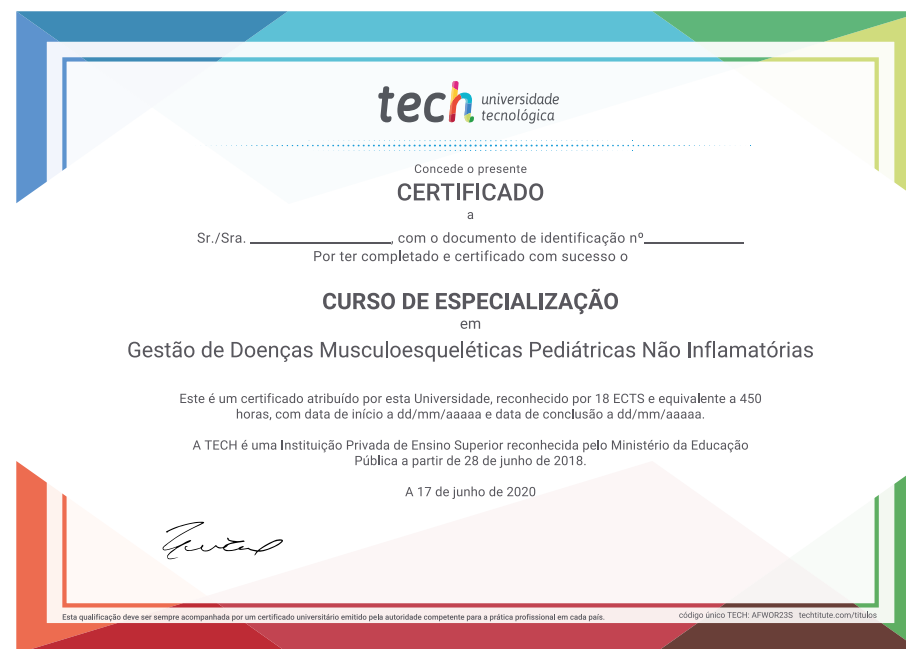 tech universidade
tecnológica
Concede o presente
CERTIFICADO
a
Sr./Sra. ________________, com o documento de identificação nº____________
Por ter completado e certificado com sucesso o
CURSO DE ESPECIALIZAÇÃO
em
Gestão de Doenças Musculoesqueléticas Pediátricas Não Inflamatórias
Este é um certificado atribuído por esta Universidade, reconhecido por 18 ECTS e equivalente a 450
horas, com data de início a dd/mm/aaaaa e data de conclusão a dd/mm/aaaaa.
A TECH é uma Instituição Privada de Ensino Superior reconhecida pelo Ministério da Educação
Pública a partir de 28 de junho de 2018.
A 17 de junho de 2020
Esta qualificação deve ser sempre acompanhada por um certificado universitário emitido pela autoridade competente para a prática profissional em cada país.
código único TECH: AFWOR23S techtitute.com/titulos